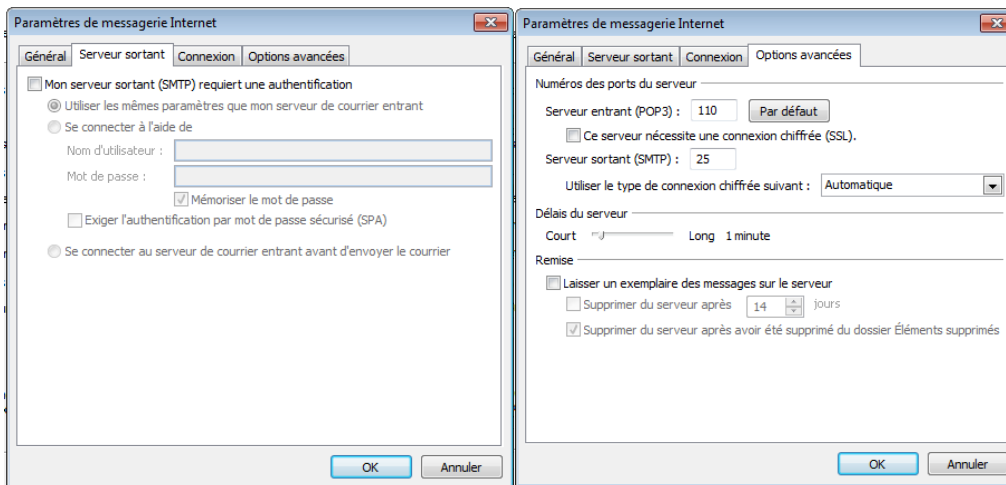 Paramètres de messagerie Internet
Général Serveur sortant Connexion Options avancées
Mon serveur sortant (SMTP) requiert une authentification
Utiliser les mêmes paramètres que mon serveur de courrier entrant
Se connecter à l'aide de
Nom d'utilisateur :
Mot de passe :
Mémoriser le mot de passe
Exiger l'authentification par mot de passe sécurisé (SPA)
Se connecter au serveur de courrier entrant avant d'envoyer le courrier
OK Annuler
Paramètres de messagerie Internet
Général Serveur sortant Connexion Options avancées
Numéros des ports du serveur
Serveur entrant (POP3) : 110 Par défaut
Ce serveur nécessite une connexion chiffrée (SSL).
Serveur sortant (SMTP) : 25
Utiliser le type de connexion chiffrée suivant : Automatique
Délais du serveur
Court Long 1 minute
Remise
Laisser un exemplaire des messages sur le serveur
Supprimer du serveur après 14 jours
Supprimer du serveur après avoir été supprimé du dossier Éléments supprimés
OK Annuler